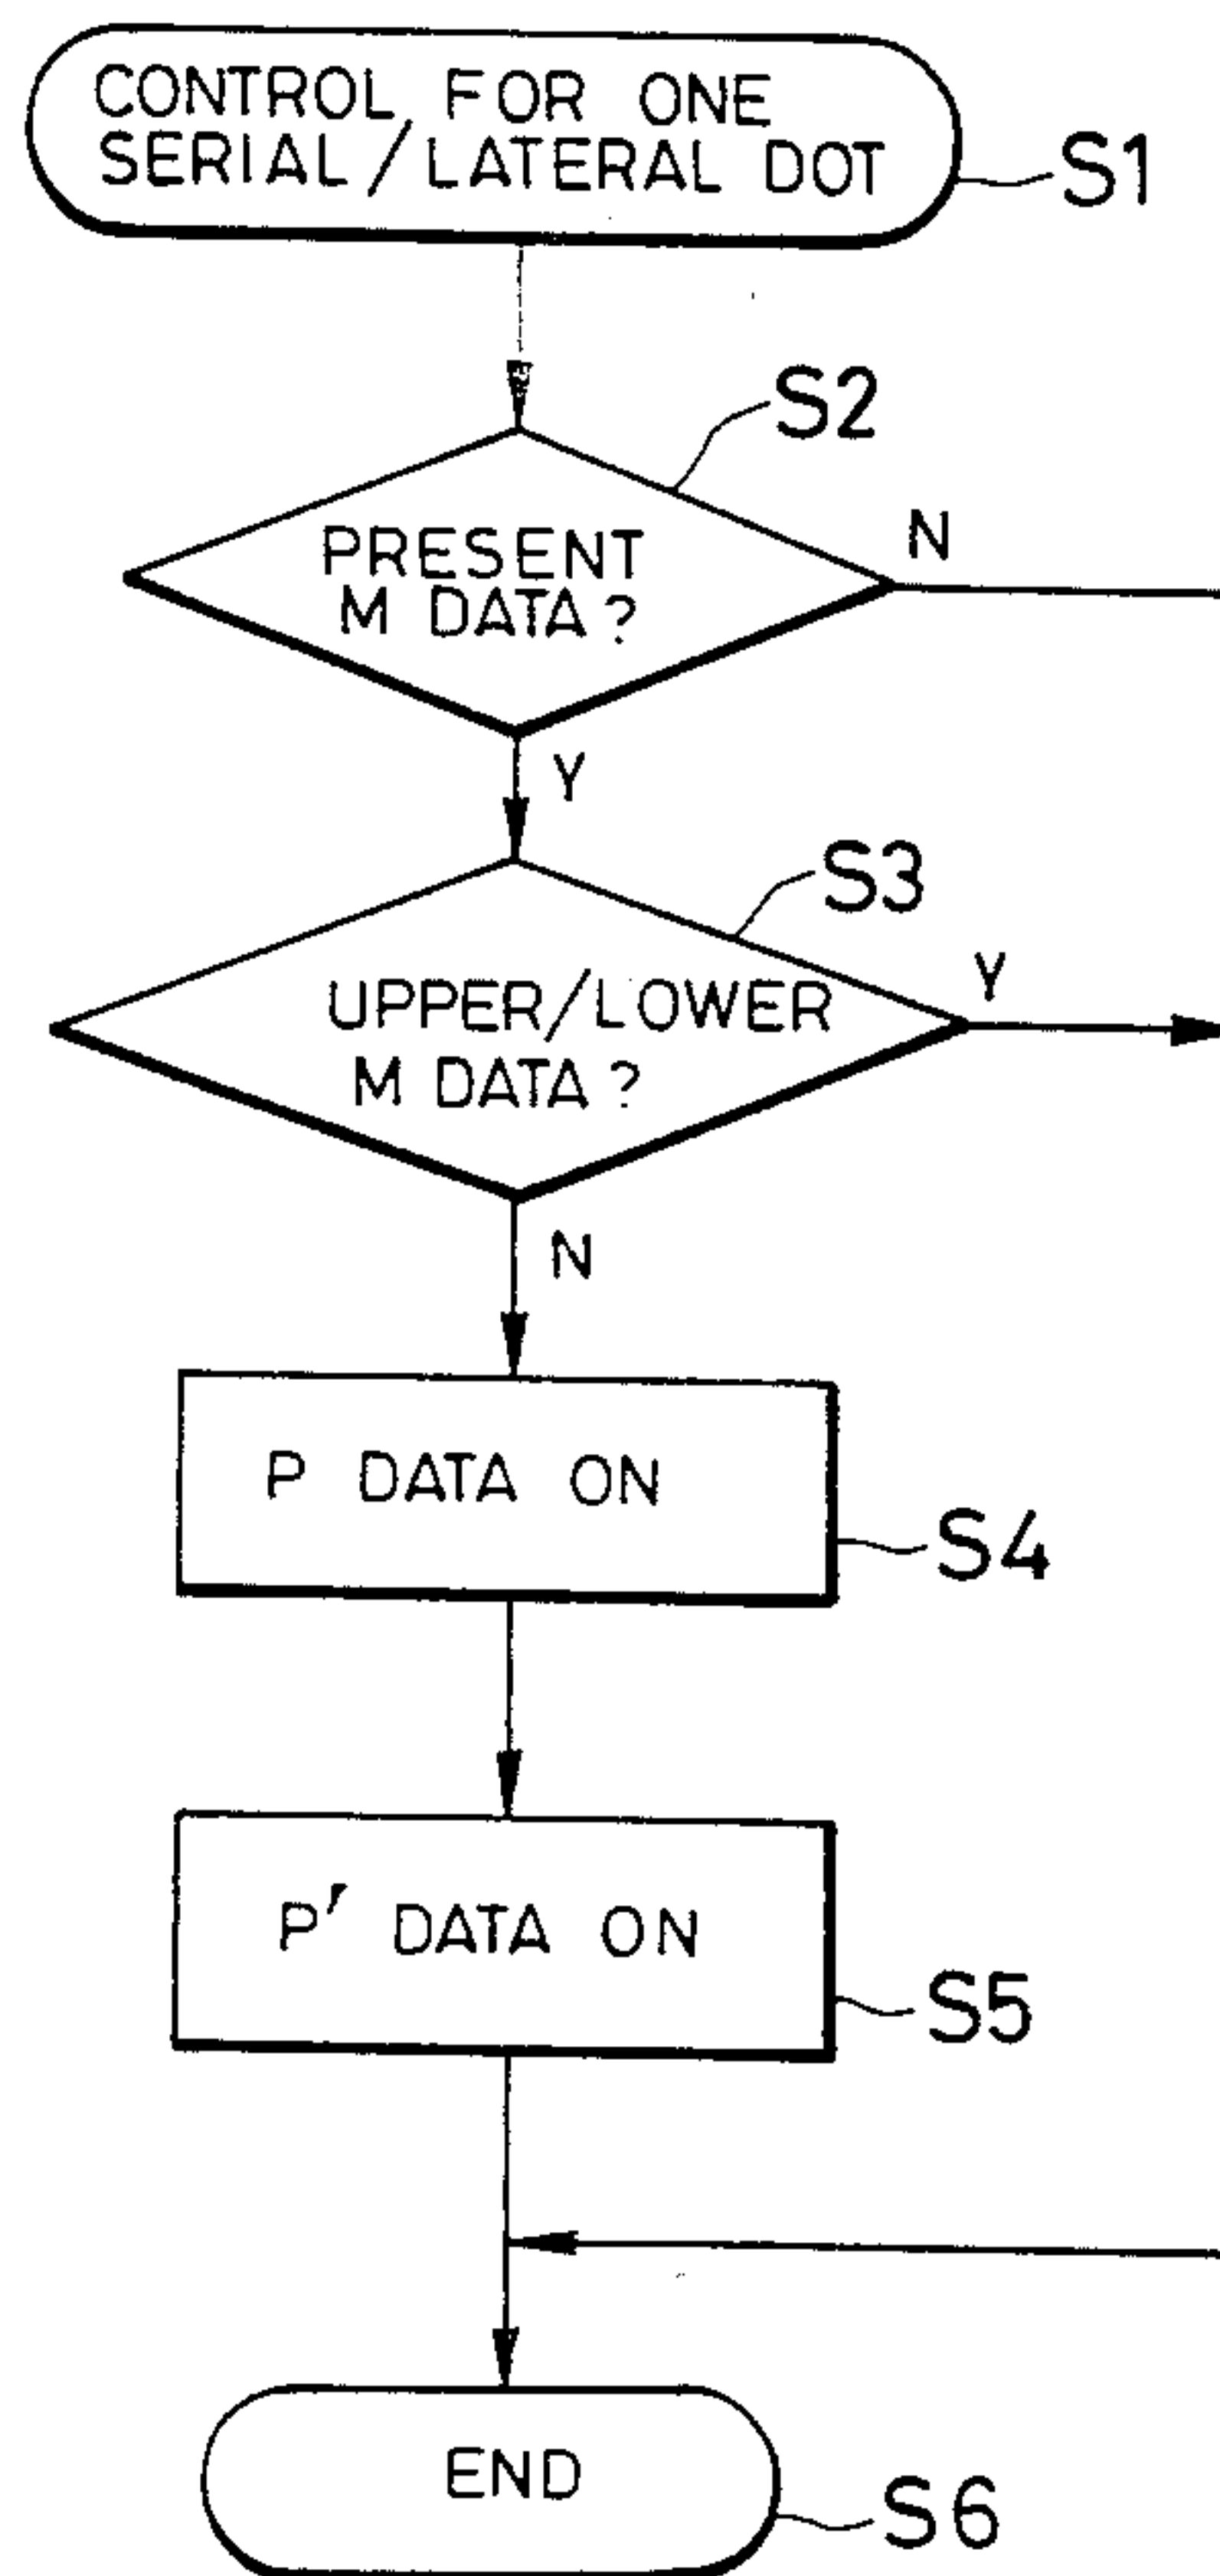 CONTROL FOR ONE
SERIAL/LATERAL DOT
S1
S2
PRESENT
M DATA?
N
Y
S3
UPPER/LOWER
M DATA?
Y
N
P DATA ON
S4
P' DATA ON
S5
END
S6